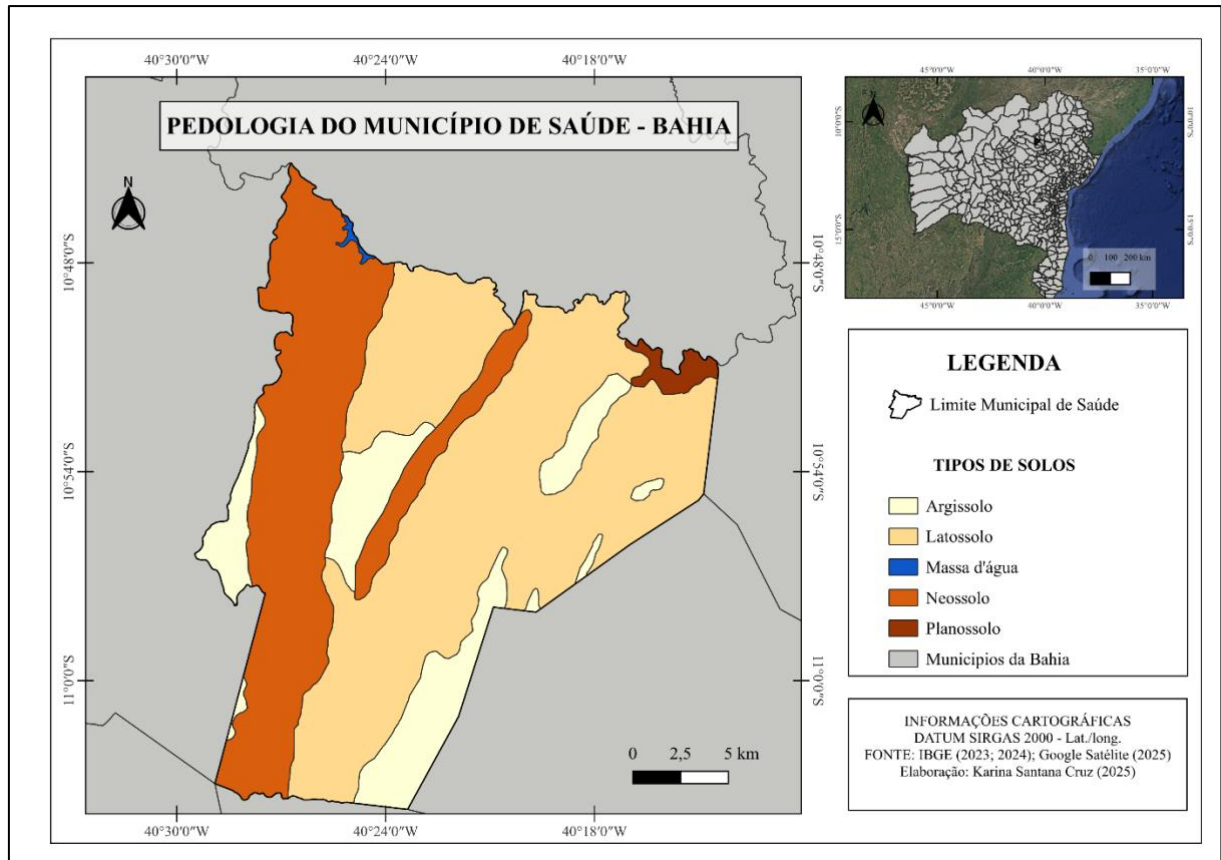 40°30'0"W
40°24'0"W
40°18'0"W
PEDOLOGIA DO MUNICÍPIO DE SAÚDE - BAHIA
N
10°48'0"S
10°48'0"S
10°54'0"S
10°54'0"S
11°0'0"S
11°0'0"S
0 2,5 5 km
40°30'0"W
40°24'0"W
40°18'0"W
45°0'0"W
40°0'0"W
35°0'0"W
10°0'0"S
10°0'0"S
15°0'0"S
15°0'0"S
0 100 200 km
45°0'0"W
40°0'0"W
35°0'0"W
LEGENDA
Limite Municipal de Saúde
TIPOS DE SOLOS
Argissolo
Latossolo
Massa d'água
Neossolo
Planossolo
Municipios da Bahia
INFORMAÇÕES CARTOGRÁFICAS
DATUM SIRGAS 2000 - Lat./long.
FONTE: IBGE (2023; 2024); Google Satélite (2025)
Elaboração: Karina Santana Cruz (2025)